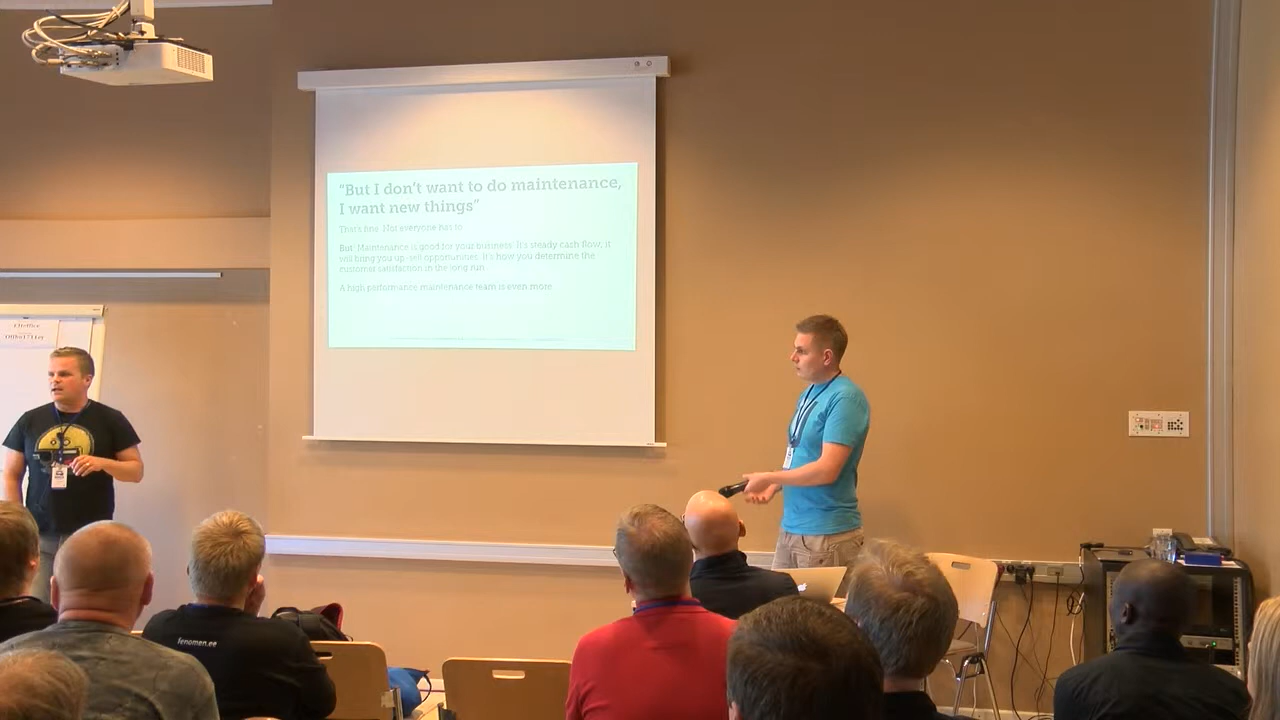 “But I don’t want to do maintenance,
I want new things”
That's fine. Not everyone has to.
But: Maintenance is good for your business. It's steady cash flow, it
will bring you up-sell opportunities. It's how you determine the
customer satisfaction in the long run.
A high performance maintenance team is even more.
fenomen.ee